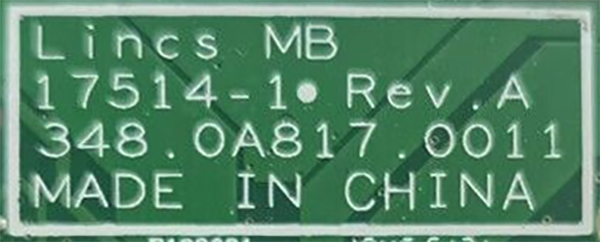 Lincs MB
17514-1● Rev.A
348.0A817.0011
MADE IN CHINA